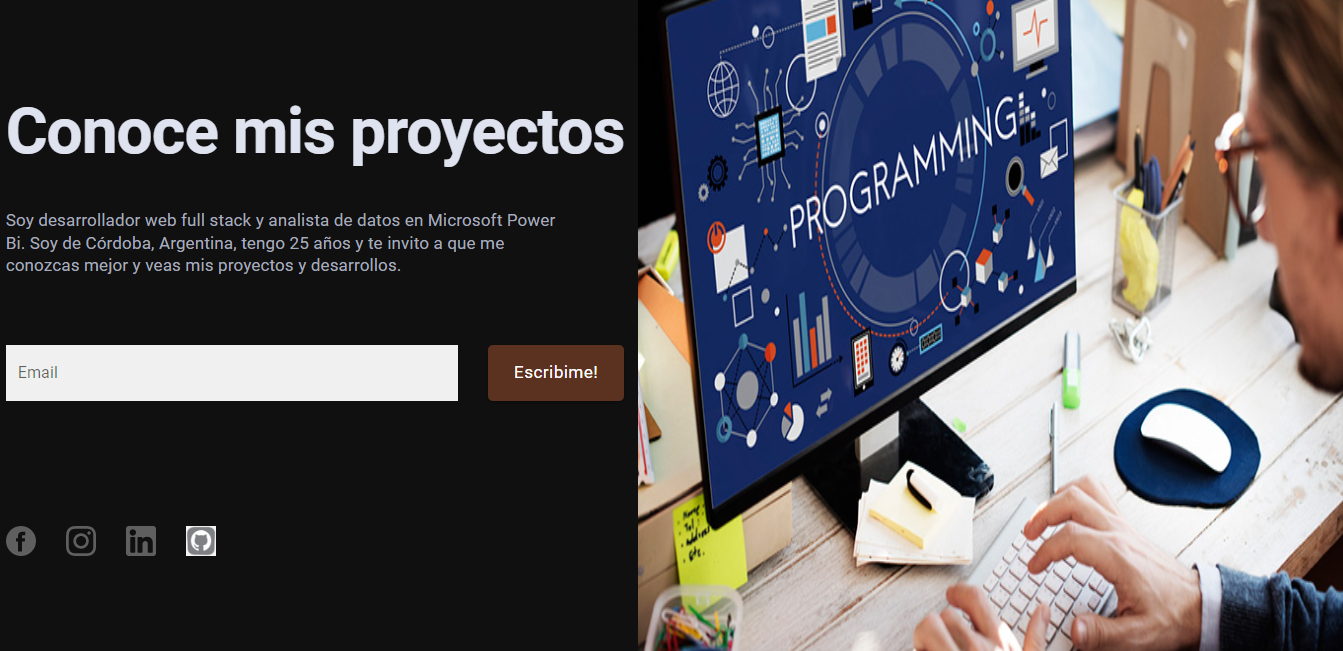 Conoce mis proyectos
Soy desarrollador web full stack y analista de datos en Microsoft Power
Bi. Soy de Córdoba, Argentina, tengo 25 años y te invito a que me
conozcas mejor y veas mis proyectos y desarrollos.
Email
Escribime!
PROGRAMMING